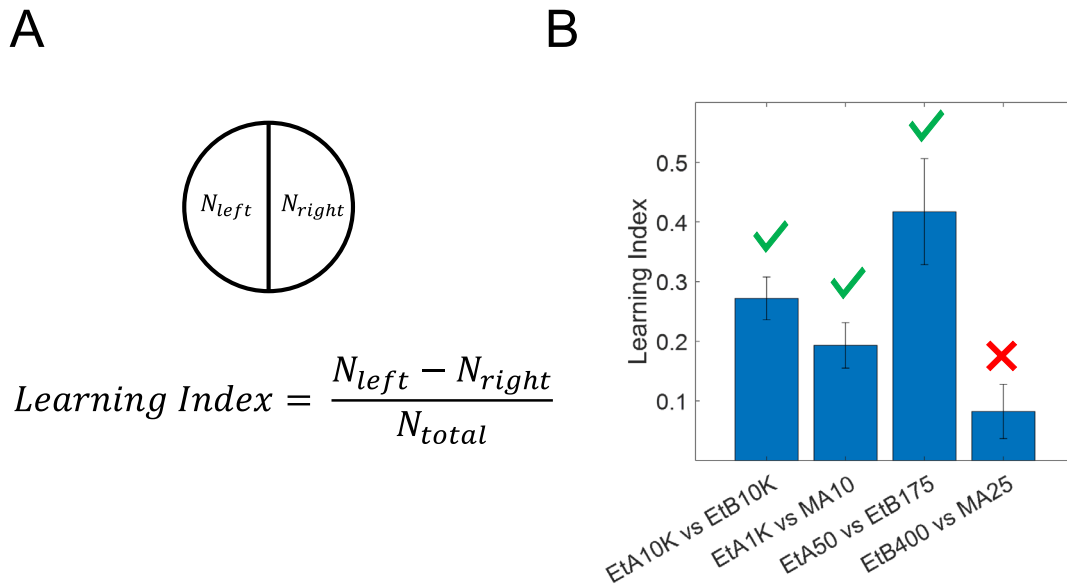 A
B
N_left
N_right
Learning Index = (N_left − N_right) / N_total
Learning Index
0.5
0.4
0.3
0.2
0.1
EtA10K vs EtB10K
EtA1K vs MA10
EtA50 vs EtB175
EtB400 vs MA25